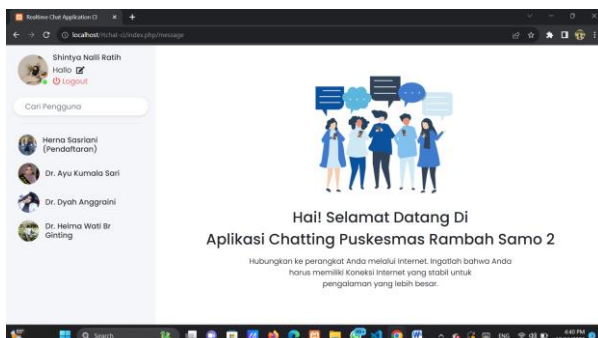 Realtime Chat Application CI
localhost/rtchat-ci/index.php/message
Shintya Nalli Ratih
Hallo
Logout
Cari Pengguna
Herna Sasriani
(Pendaftaran)
Dr. Ayu Kumala Sari
Dr. Dyah Anggraini
Dr. Helma Wati Br
Ginting
Hai! Selamat Datang Di
Aplikasi Chatting Puskesmas Rambah Samo 2
Hubungkan ke perangkat Anda melalui Internet. Ingatlah bahwa Anda
harus memiliki Koneksi Internet yang stabil untuk
pengalaman yang lebih besar.
Search
ENG
4:40 PM